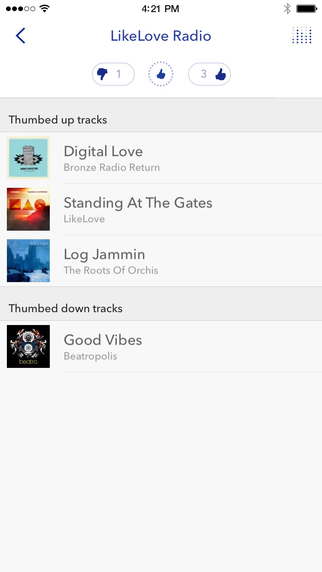 4:21 PM
LikeLove Radio
1
3
Thumbed up tracks
Digital Love
Bronze Radio Return
Standing At The Gates
LikeLove
Log Jammin
The Roots Of Orchis
Thumbed down tracks
Good Vibes
Beatropolis
beatro